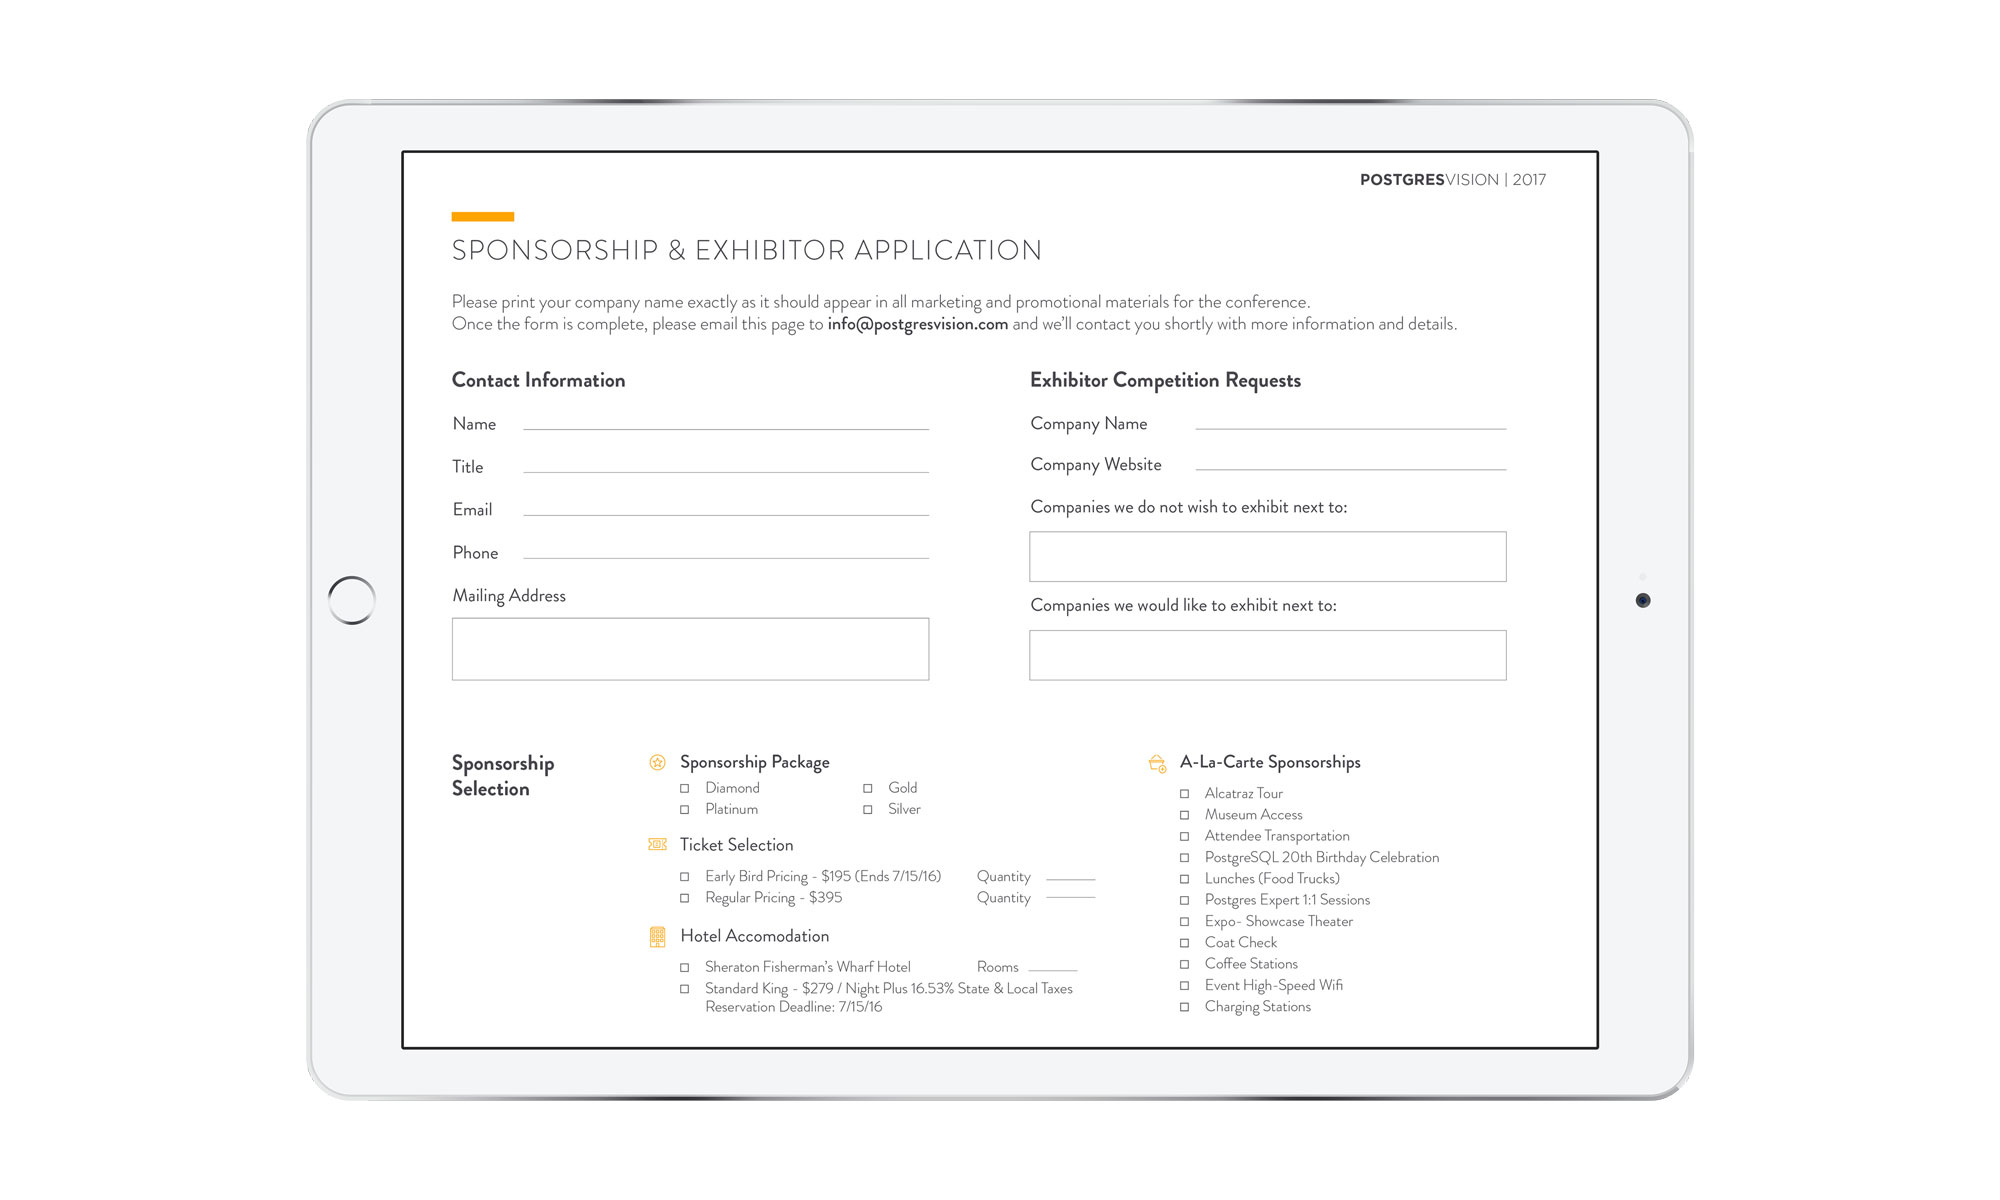 POSTGRESVISION | 2017
SPONSORSHIP & EXHIBITOR APPLICATION
Please print your company name exactly as it should appear in all marketing and promotional materials for the conference.
Once the form is complete, please email this page to info@postgresvision.com and we'll contact you shortly with more information and details.
Contact Information
Name
Title
Email
Phone
Mailing Address
Exhibitor Competition Requests
Company Name
Company Website
Companies we do not wish to exhibit next to:
Companies we would like to exhibit next to:
Sponsorship
Selection
Sponsorship Package
Diamond
Gold
Platinum
Silver
Ticket Selection
Early Bird Pricing - $195 (Ends 7/15/16) Quantity
Regular Pricing - $395 Quantity
Hotel Accomodation
Sheraton Fisherman's Wharf Hotel Rooms
Standard King - $279 / Night Plus 16.53% State & Local Taxes
Reservation Deadline: 7/15/16
A-La-Carte Sponsorships
Alcatraz Tour
Museum Access
Attendee Transportation
PostgreSQL 20th Birthday Celebration
Lunches (Food Trucks)
Postgres Expert 1:1 Sessions
Expo- Showcase Theater
Coat Check
Coffee Stations
Event High-Speed Wifi
Charging Stations